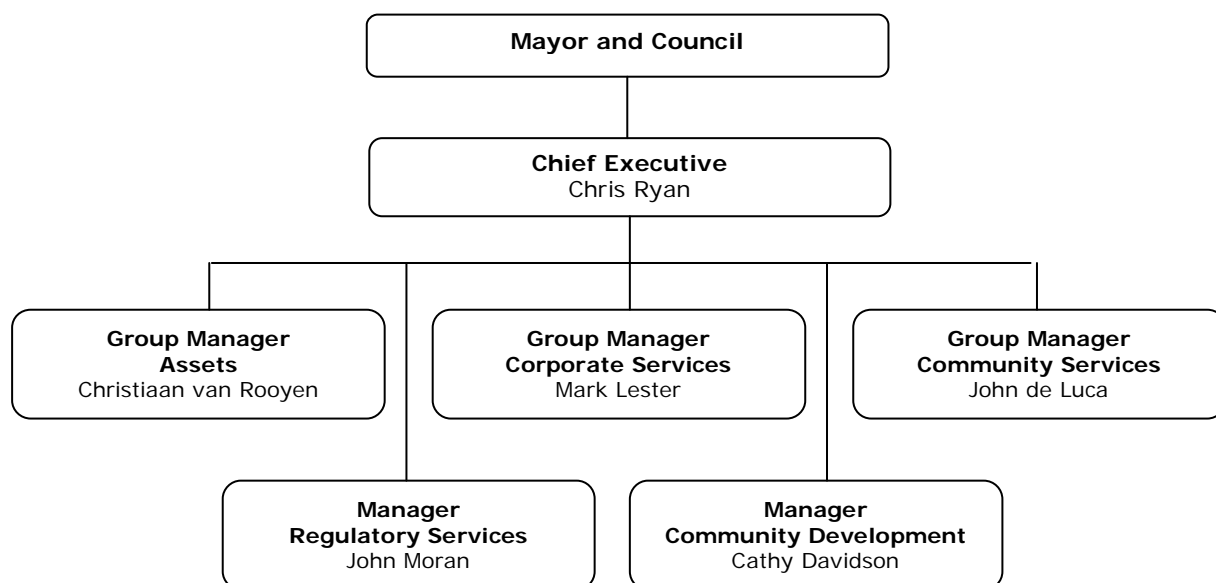 Mayor and Council
Chief Executive
Chris Ryan
Group Manager
Assets
Christiaan van Rooyen
Group Manager
Corporate Services
Mark Lester
Group Manager
Community Services
John de Luca
Manager
Regulatory Services
John Moran
Manager
Community Development
Cathy Davidson